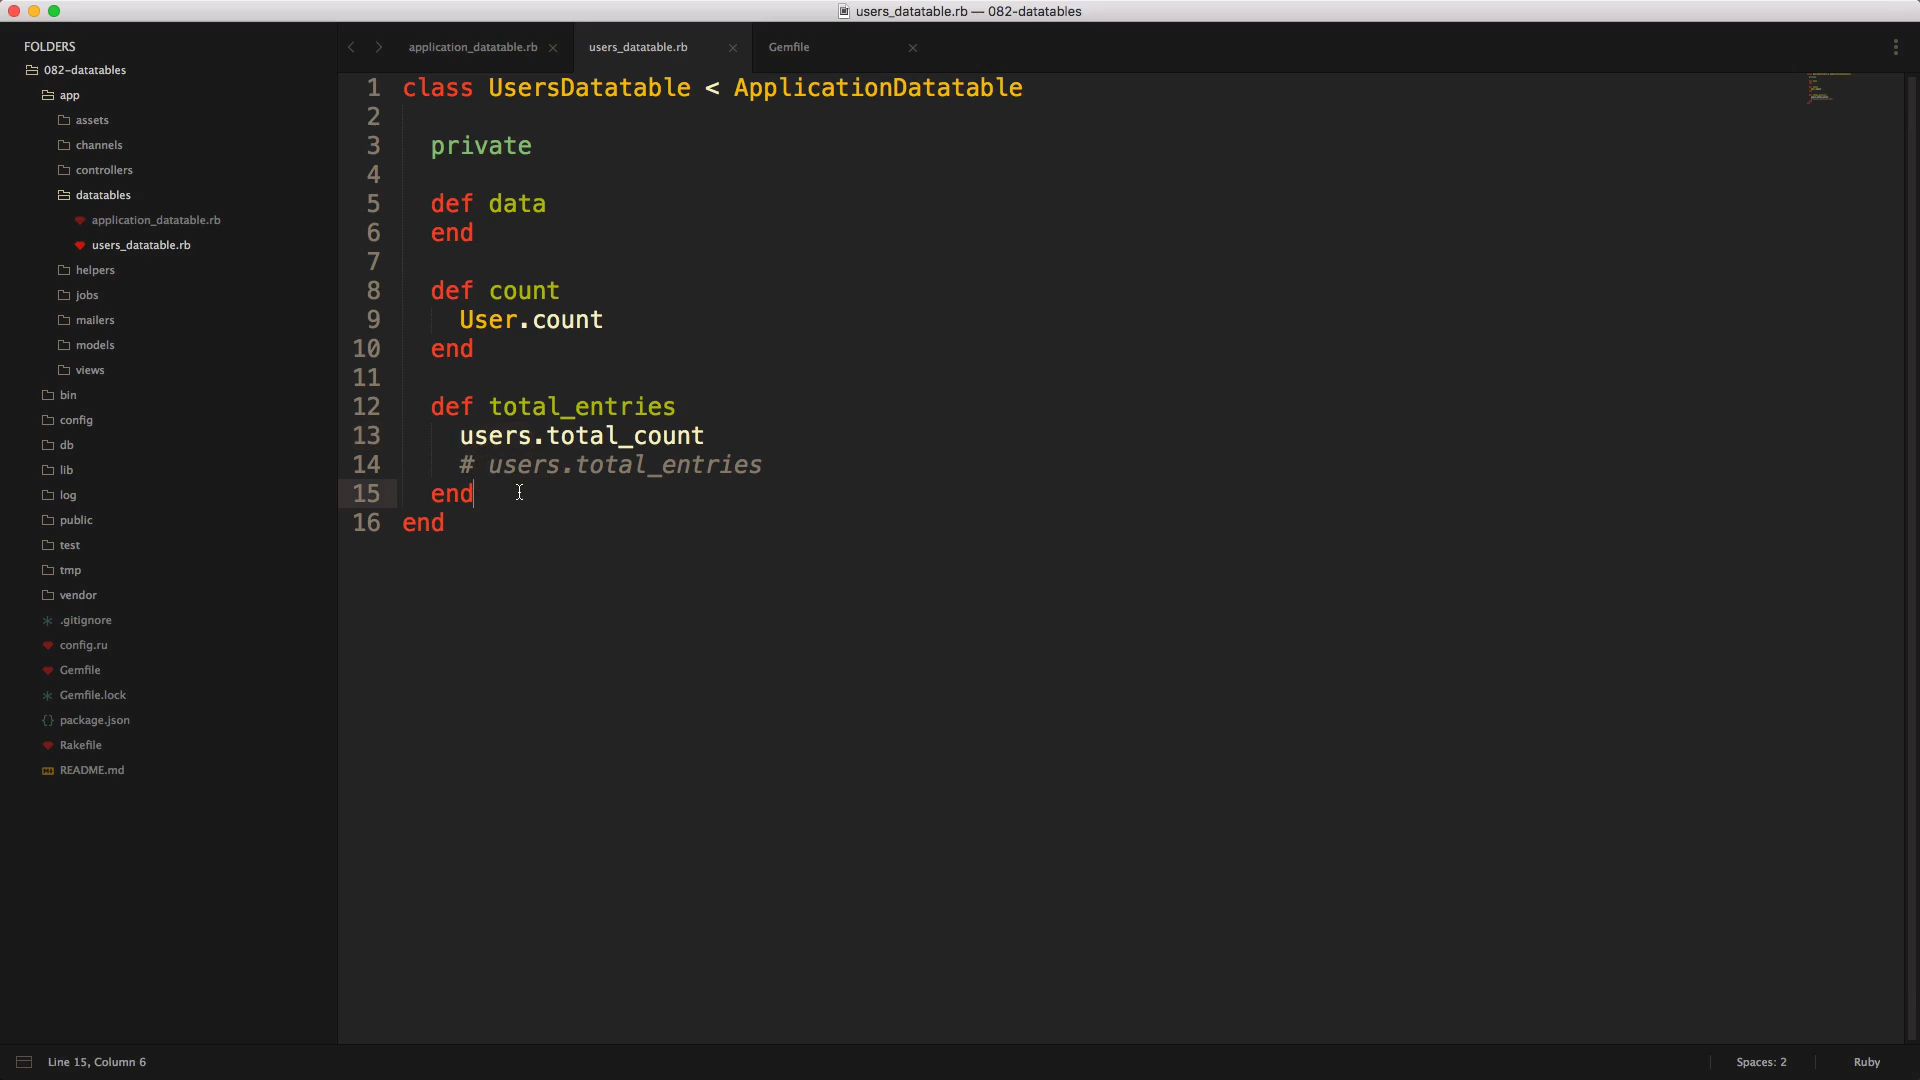 users_datatable.rb — 082-datatables
FOLDERS
082-datatables
app
assets
channels
controllers
datatables
application_datatable.rb
users_datatable.rb
helpers
jobs
mailers
models
views
bin
config
db
lib
log
public
test
tmp
vendor
.gitignore
config.ru
Gemfile
Gemfile.lock
package.json
Rakefile
README.md
application_datatable.rb users_datatable.rb Gemfile
1 class UsersDatatable < ApplicationDatatable
2
3 private
4
5 def data
6 end
7
8 def count
9 User.count
10 end
11
12 def total_entries
13 users.total_count
14 # users.total_entries
15 end
16 end
Line 15, Column 6 Spaces: 2 Ruby